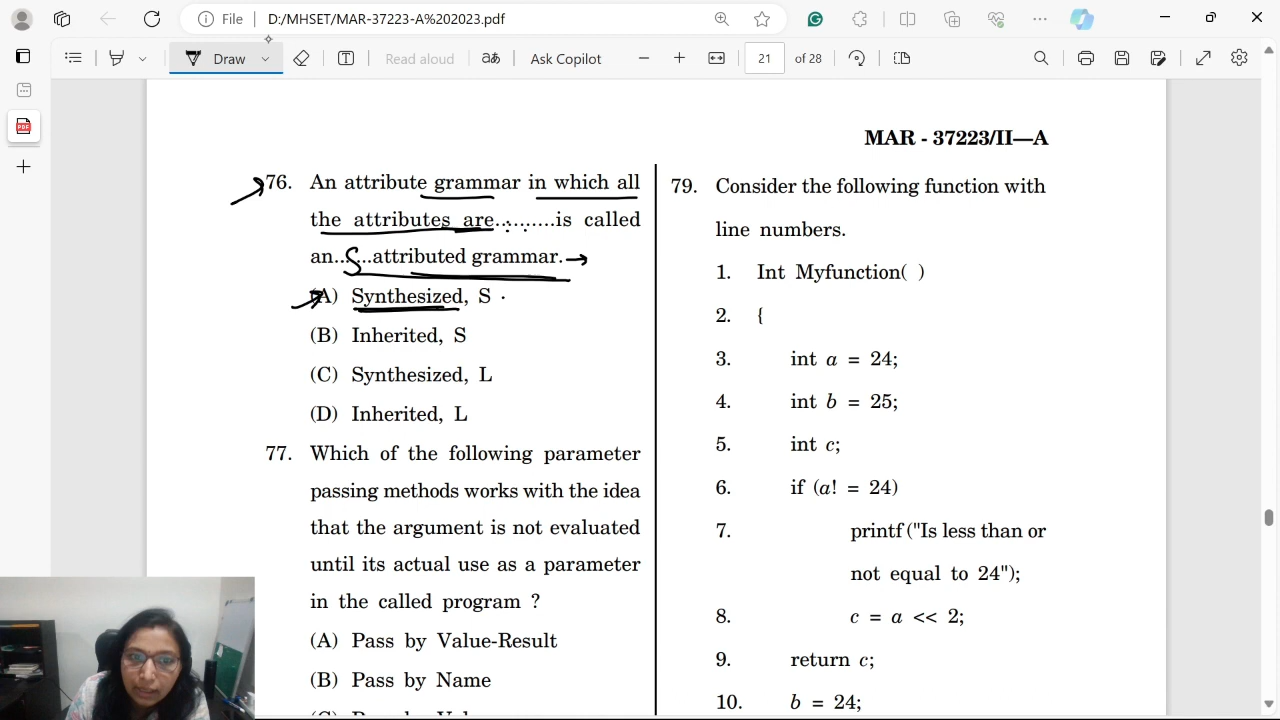 File
D:/MHSET/MAR-37223-A%202023.pdf
Draw
Read aloud
aあ
Ask Copilot
21
of 28
PDF
MAR - 37223/II—A
76. An attribute grammar in which all
the attributes are..........is called
an..S...attributed grammar.
(A) Synthesized, S
(B) Inherited, S
(C) Synthesized, L
(D) Inherited, L
77. Which of the following parameter
passing methods works with the idea
that the argument is not evaluated
until its actual use as a parameter
in the called program ?
(A) Pass by Value-Result
(B) Pass by Name
79. Consider the following function with
line numbers.
1. Int Myfunction( )
2. {
3. int a = 24;
4. int b = 25;
5. int c;
6. if (a! = 24)
7. printf ("Is less than or
not equal to 24");
8. c = a << 2;
9. return c;
10. b = 24;